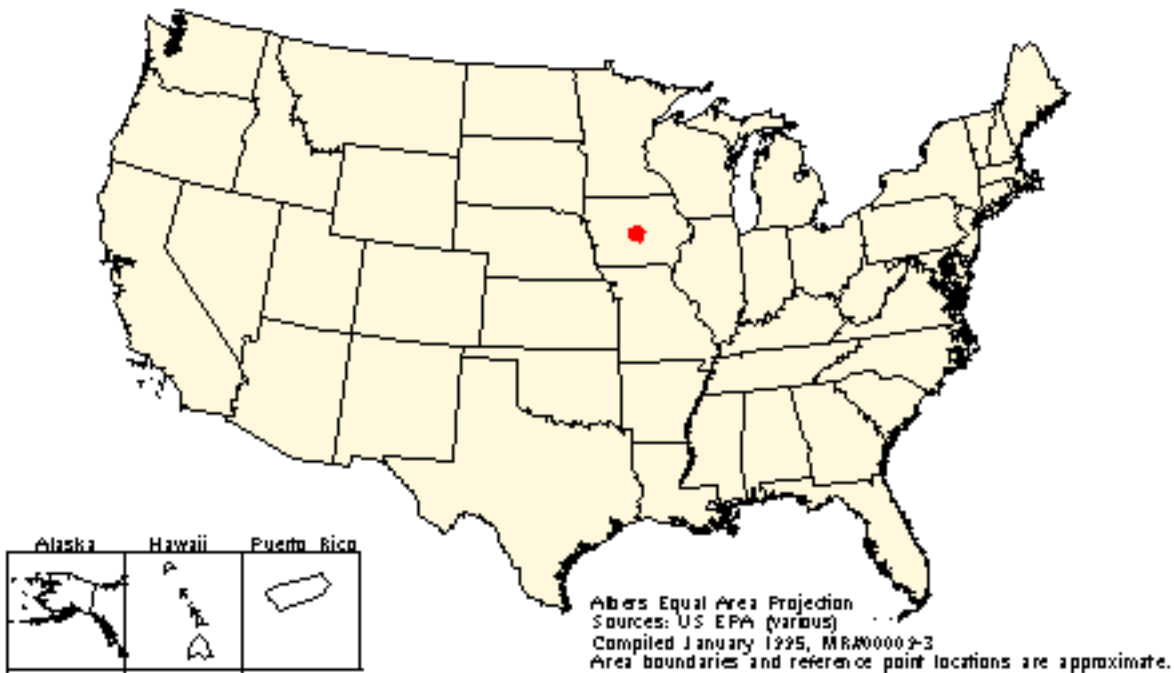 Alaska Hawaii Puerto Rico
Albers Equal Area Projection
Sources: US EPA (various)
Compiled January 1995, MR#00009-3
Area boundaries and reference point locations are approximate.